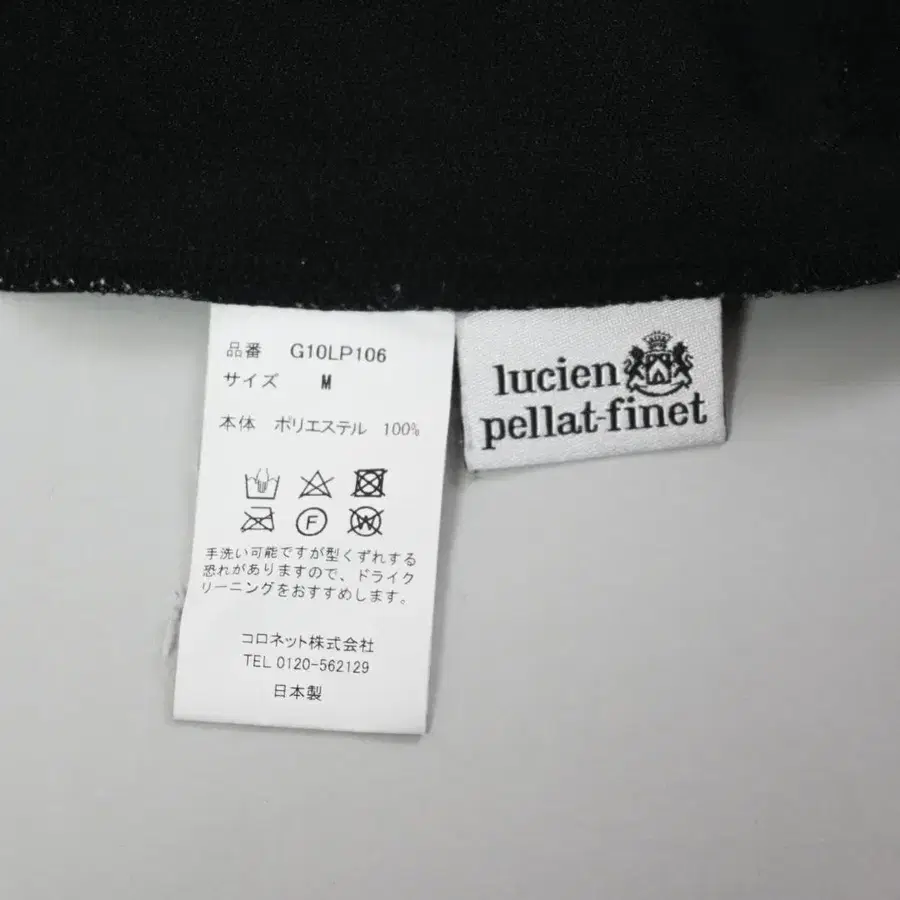 品番 G10LP106
サイズ M
本体 ポリエステル 100%
F
W
手洗い可能ですが型くずれする
恐れがありますので、ドライク
リーニングをおすすめします。
コロネット株式会社
TEL 0120-562129
日本製
lucien
pellat-finet